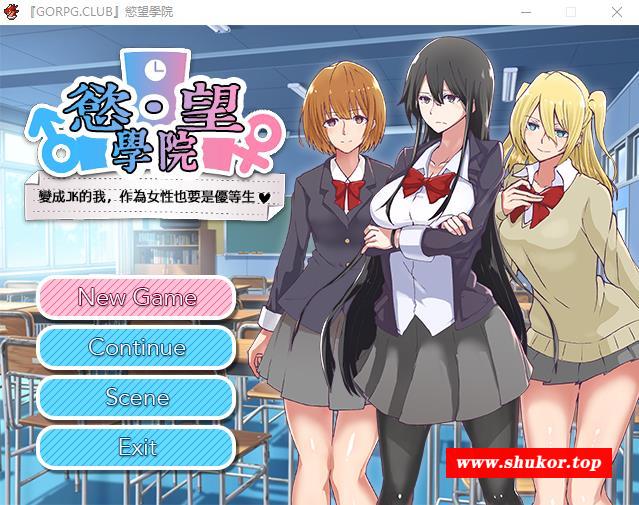 『GORPG.CLUB』慾望學院
慾・望
學院
變成JK的我，作為女性也要是優等生♥
New Game
Continue
Scene
Exit
www.shukor.top